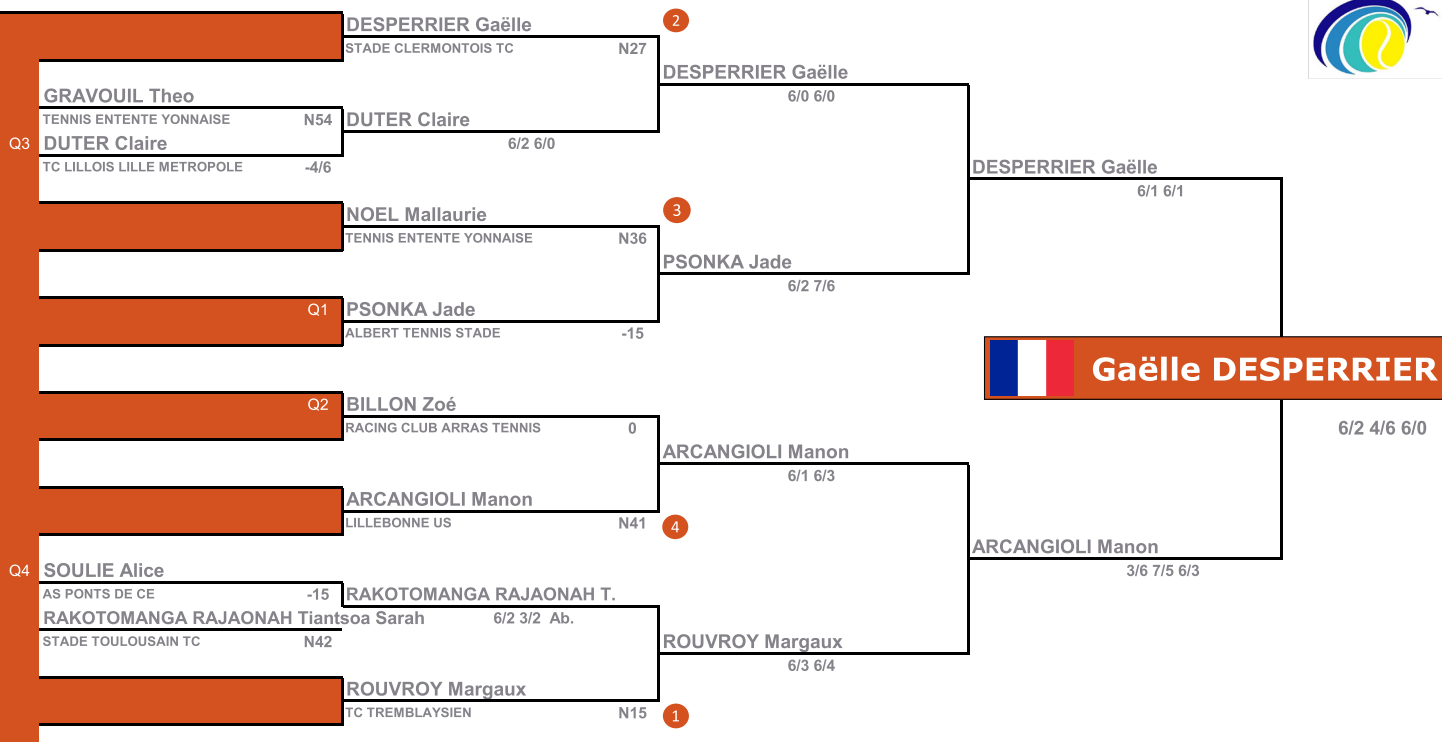 DESPERRIER Gaëlle
2
STADE CLERMONTOIS TC N27
DESPERRIER Gaëlle
6/0 6/0
GRAVOUIL Theo
TENNIS ENTENTE YONNAISE N54
DUTER Claire
6/2 6/0
Q3
DUTER Claire
TC LILLOIS LILLE METROPOLE -4/6
DESPERRIER Gaëlle
6/1 6/1
NOEL Mallaurie
3
TENNIS ENTENTE YONNAISE N36
PSONKA Jade
6/2 7/6
Q1
PSONKA Jade
ALBERT TENNIS STADE -15
Gaëlle DESPERRIER
6/2 4/6 6/0
Q2
BILLON Zoé
RACING CLUB ARRAS TENNIS 0
ARCANGIOLI Manon
6/1 6/3
ARCANGIOLI Manon
LILLEBONNE US N41
4
ARCANGIOLI Manon
3/6 7/5 6/3
Q4
SOULIE Alice
AS PONTS DE CE -15
RAKOTOMANGA RAJAONAH T.
6/2 3/2 Ab.
RAKOTOMANGA RAJAONAH Tiantsoa Sarah
STADE TOULOUSAIN TC N42
ROUVROY Margaux
6/3 6/4
ROUVROY Margaux
TC TREMBLAYSIEN N15
1